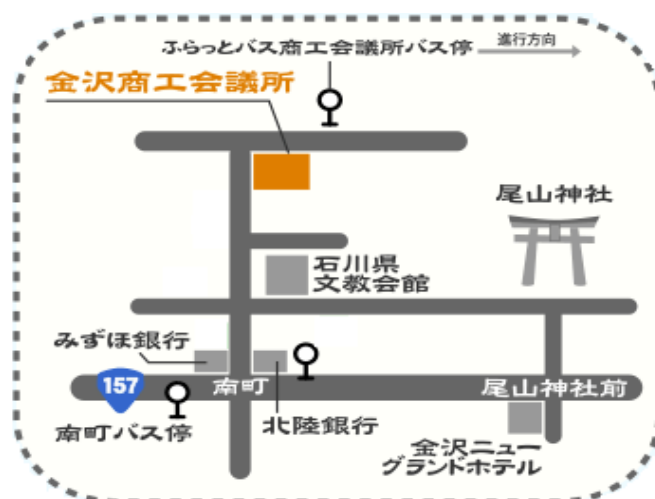 ふらっとバス商工会議所バス停
進行方向
金沢商工会議所
尾山神社
石川県
文教会館
みずほ銀行
157
南町
尾山神社前
南町バス停
北陸銀行
金沢ニュー
グランドホテル